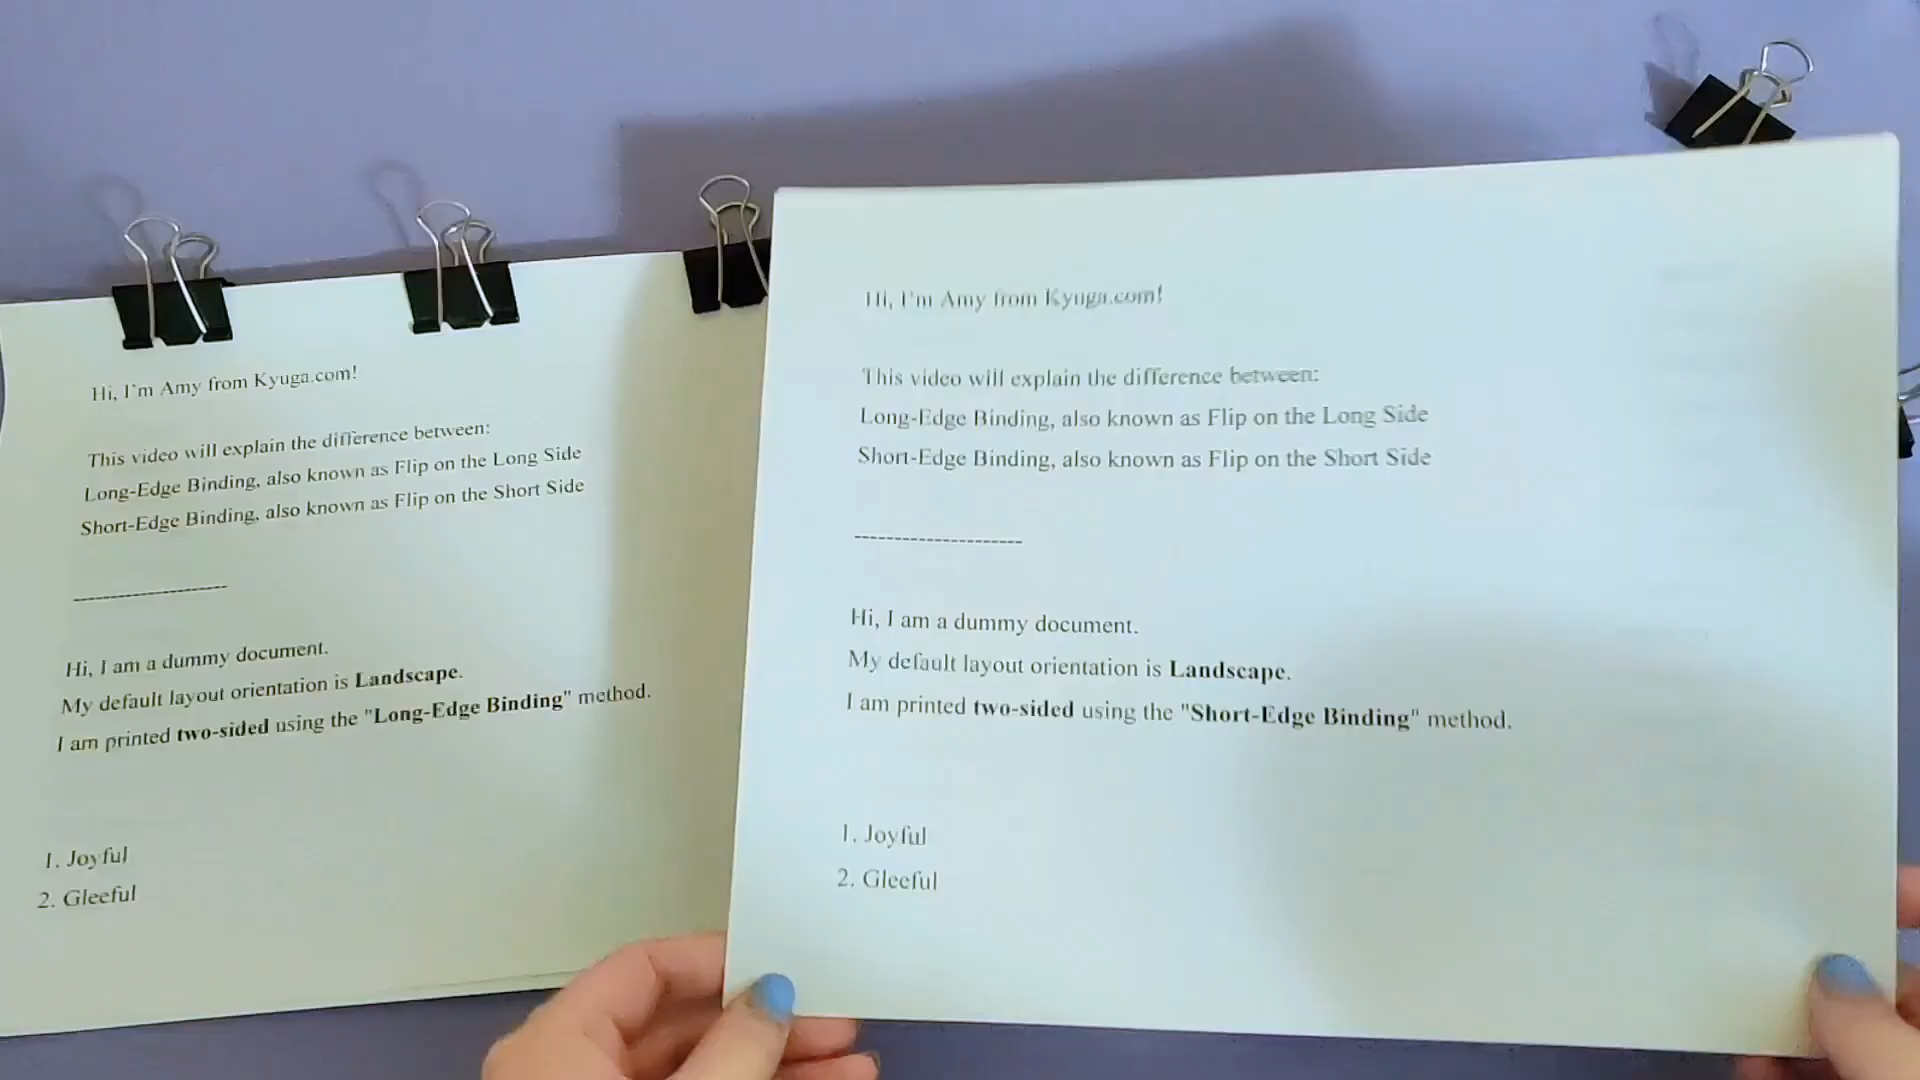 Hi, I'm Amy from Kyuga.com!
This video will explain the difference between:
Long-Edge Binding, also known as Flip on the Long Side
Short-Edge Binding, also known as Flip on the Short Side
----------------------
Hi, I am a dummy document.
My default layout orientation is Landscape.
I am printed two-sided using the "Long-Edge Binding" method.
1. Joyful
2. Gleeful
Hi, I'm Amy from Kyuga.com!
This video will explain the difference between:
Long-Edge Binding, also known as Flip on the Long Side
Short-Edge Binding, also known as Flip on the Short Side
----------------------
Hi, I am a dummy document.
My default layout orientation is Landscape.
I am printed two-sided using the "Short-Edge Binding" method.
1. Joyful
2. Gleeful